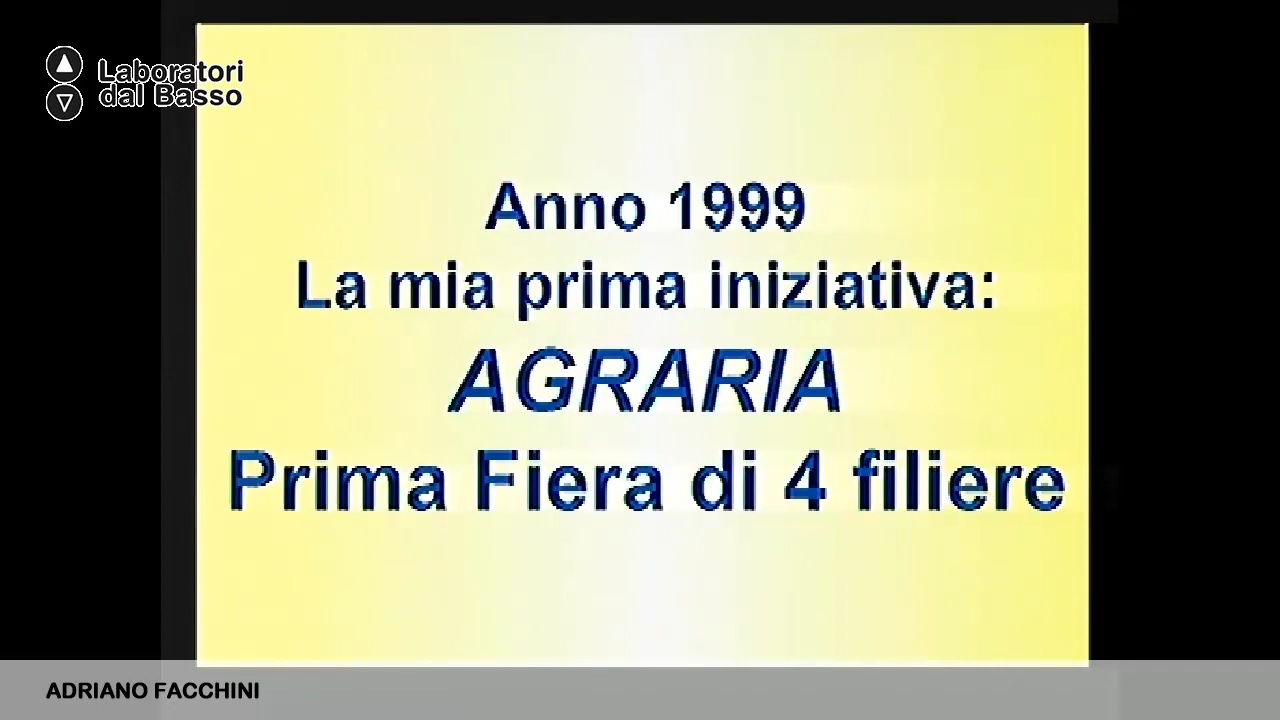 Laboratori
dal Basso
Anno 1999
La mia prima iniziativa:
AGRARIA
Prima Fiera di 4 filiere
ADRIANO FACCHINI